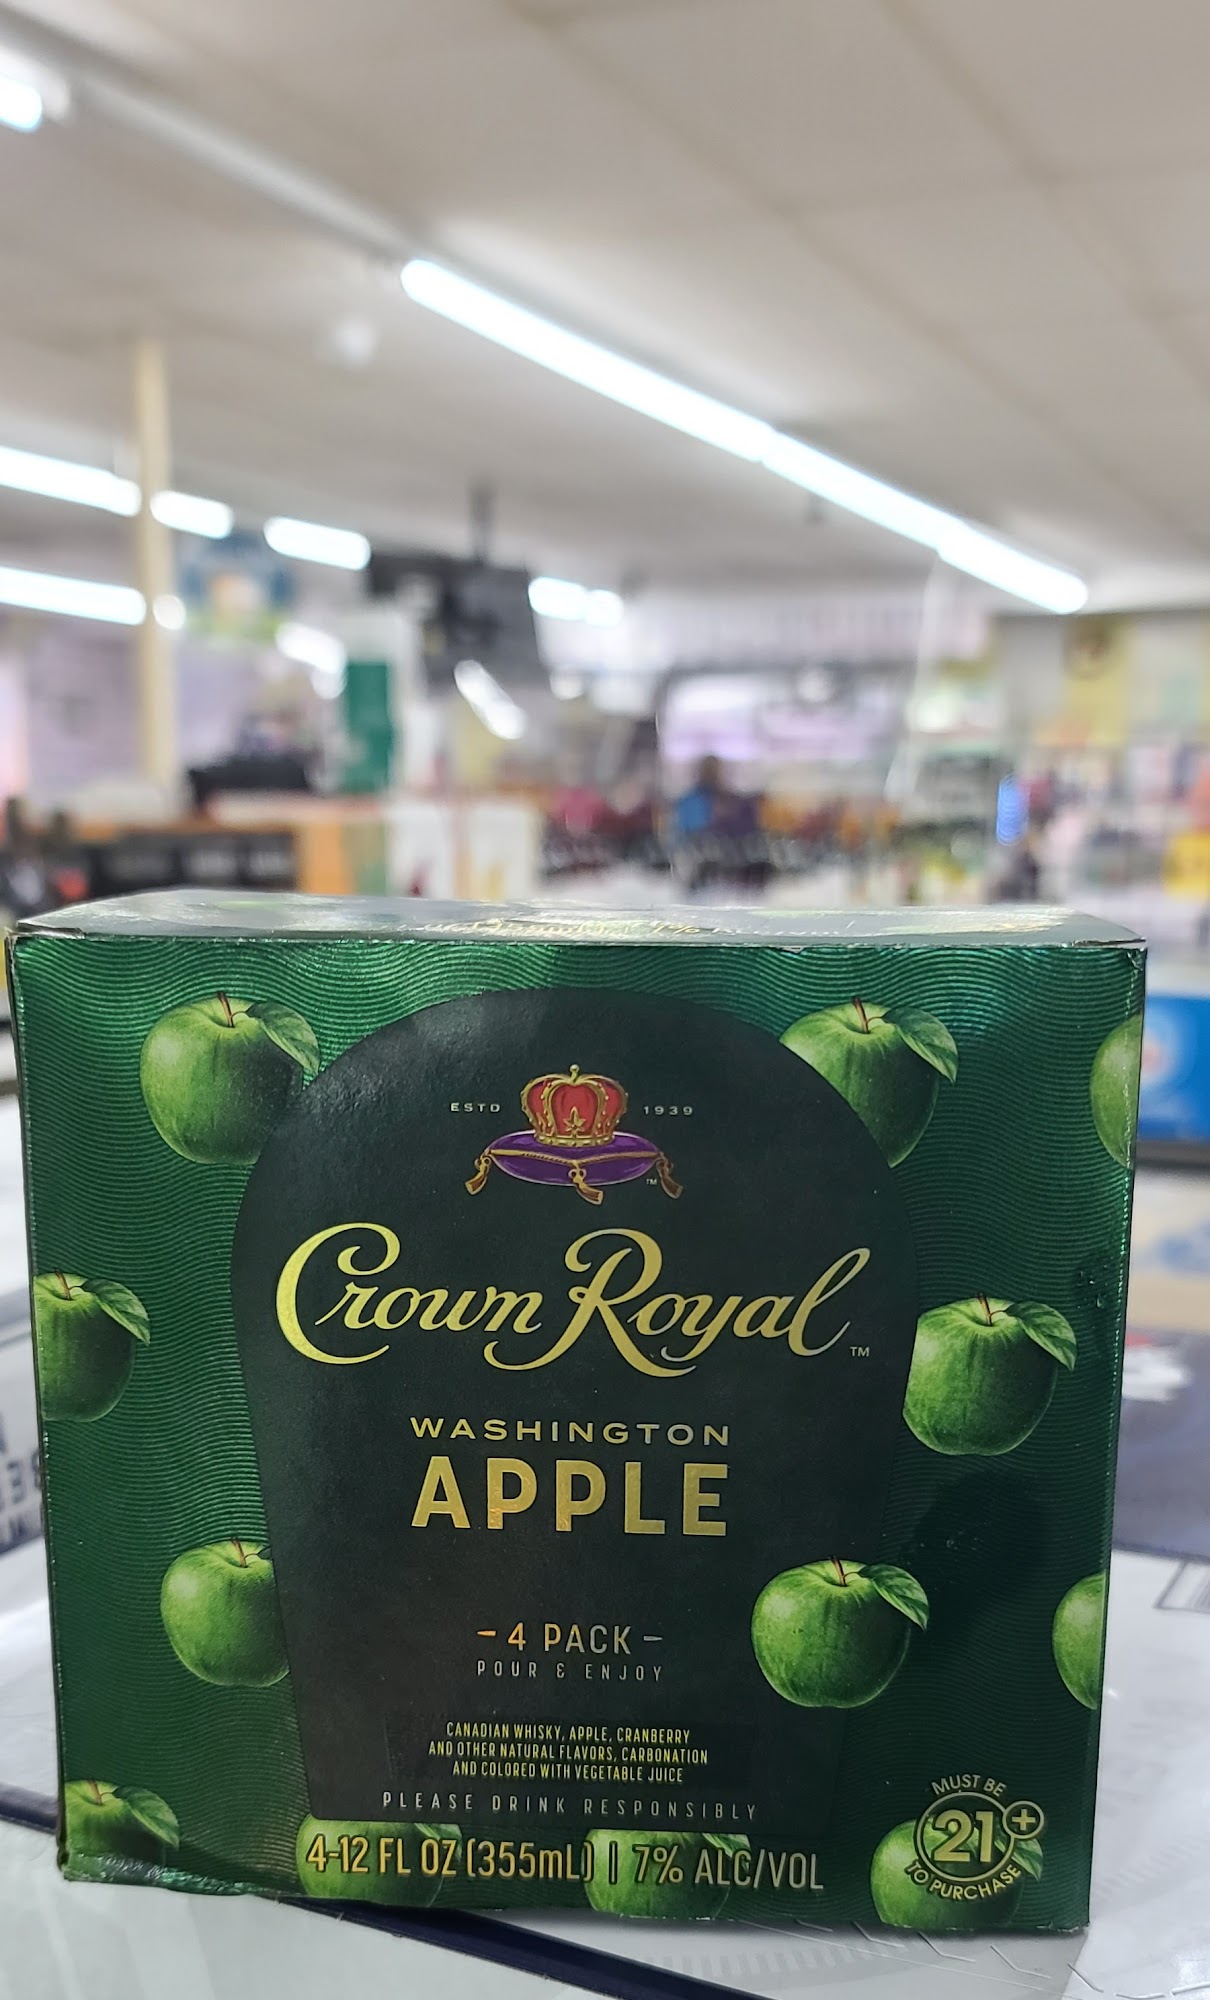 ESTD 1939
TM
Crown Royal™
WASHINGTON
APPLE
- 4 PACK -
POUR & ENJOY
CANADIAN WHISKY, APPLE, CRANBERRY
AND OTHER NATURAL FLAVORS, CARBONATION
AND COLORED WITH VEGETABLE JUICE
PLEASE DRINK RESPONSIBLY
4-12 FL OZ (355mL) | 7% ALC/VOL
MUST BE
21+
TO PURCHASE